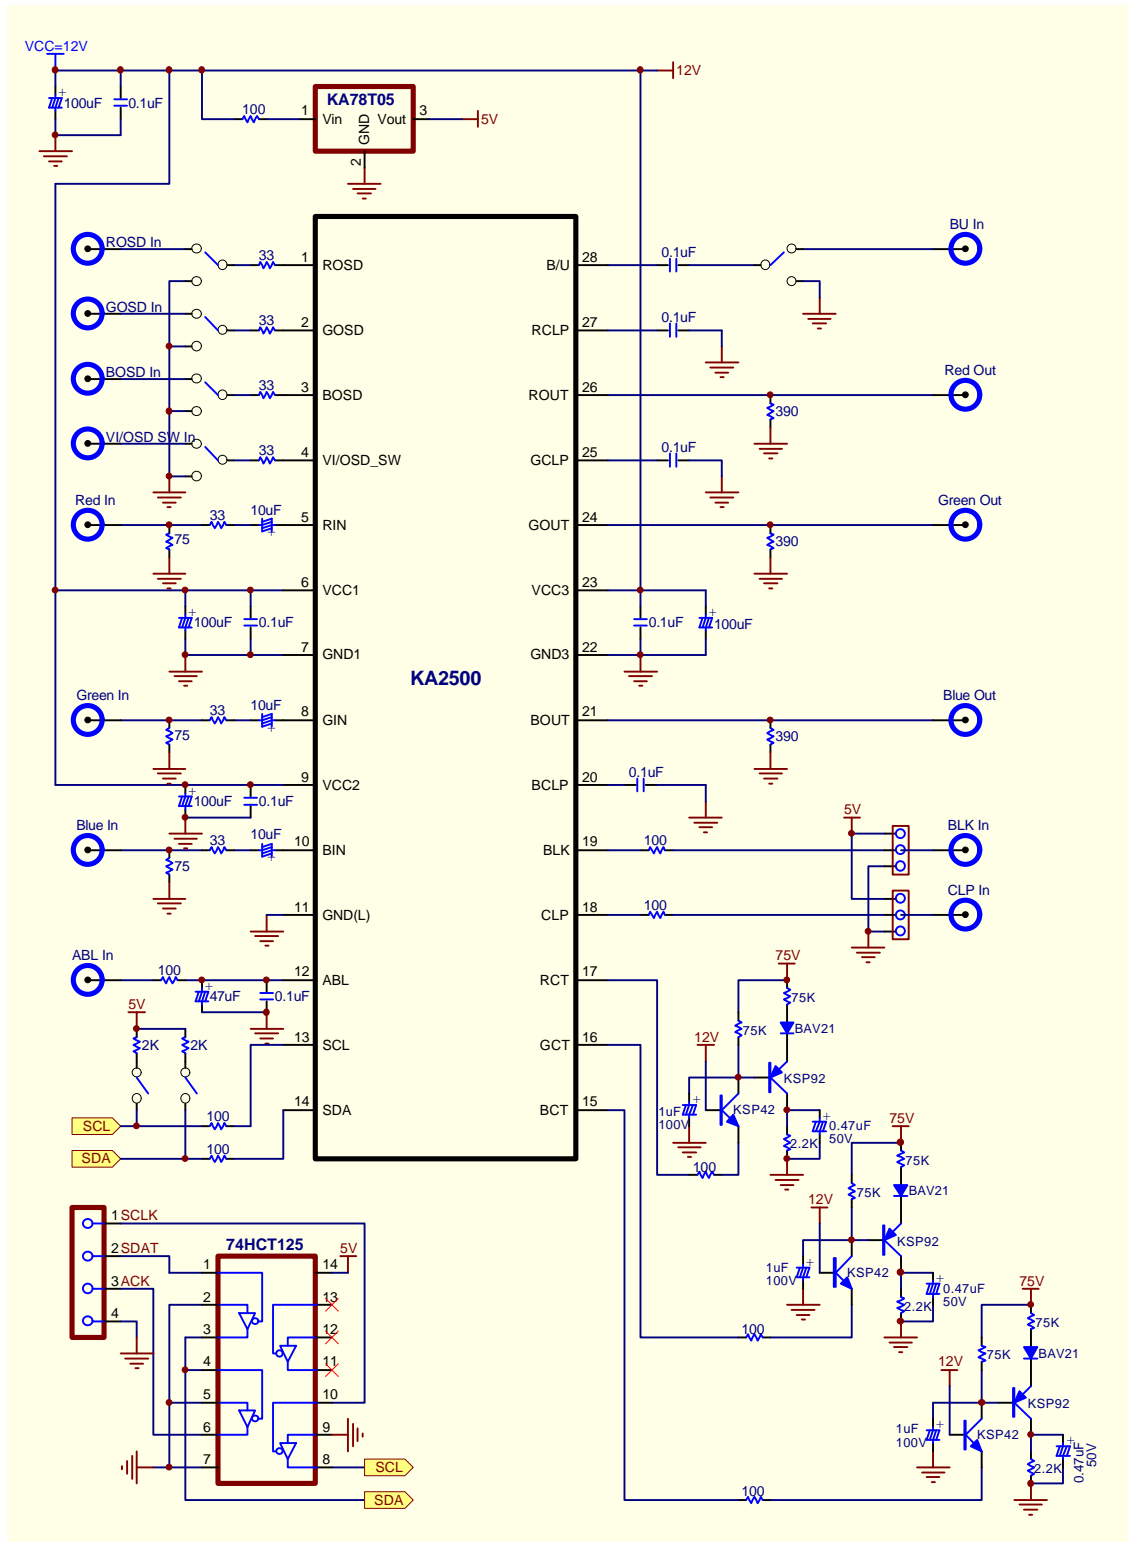 VCC=12V
12V
100uF
0.1uF
100
1
KA78T05
Vin
GND
Vout
3
5V
2
ROSD In
33
1
ROSD
B/U
28
0.1uF
BU In
GOSD In
33
2
GOSD
RCLP
27
0.1uF
BOSD In
33
3
BOSD
ROUT
26
Red Out
390
VI/OSD SW In
33
4
VI/OSD_SW
GCLP
25
0.1uF
Red In
33
10uF
5
RIN
75
GOUT
24
Green Out
390
6
VCC1
VCC3
23
100uF
0.1uF
0.1uF
100uF
7
GND1
GND3
22
KA2500
Green In
33
10uF
8
GIN
75
BOUT
21
Blue Out
390
9
VCC2
BCLP
20
0.1uF
100uF
0.1uF
Blue In
33
10uF
10
BIN
75
BLK
19
100
5V
BLK In
11
GND(L)
CLP
18
100
CLP In
ABL In
100
12
ABL
47uF
0.1uF
RCT
17
75V
75K
75K
BAV21
12V
KSP92
1uF
100V
KSP42
0.47uF
50V
2.2K
100
5V
2K
2K
13
SCL
GCT
16
14
SDA
BCT
15
SCL
100
SDA
100
75V
75K
75K
BAV21
12V
KSP92
1uF
100V
KSP42
0.47uF
50V
2.2K
100
75V
75K
75K
BAV21
12V
KSP92
1uF
100V
KSP42
0.47uF
50V
2.2K
100
1
SCLK
2
SDAT
3
ACK
4
74HCT125
5V
1
14
2
13
3
12
4
11
5
10
6
9
7
8
SCL
SDA